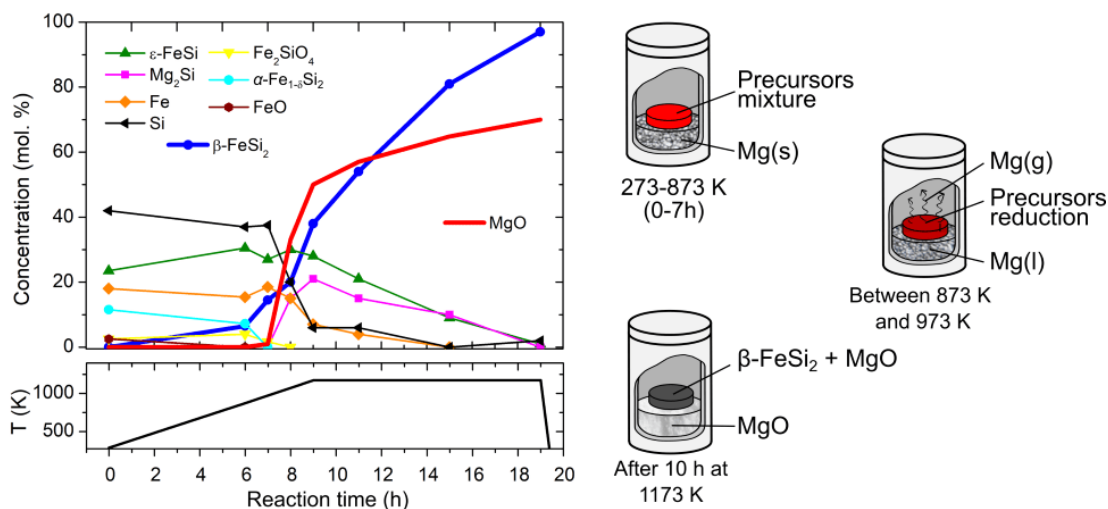 Concentration (mol. %)
100
80
60
40
20
0
ε-FeSi
Mg₂Si
Fe
Si
β-FeSi₂
Fe₂SiO₄
α-Fe₁₋δSi₂
FeO
MgO
T (K)
1000
500
0 2 4 6 8 10 12 14 16 18 20
Reaction time (h)
Precursors
mixture
Mg(s)
273-873 K
(0-7h)
Mg(g)
Precursors
reduction
Mg(l)
Between 873 K
and 973 K
β-FeSi₂ + MgO
MgO
After 10 h at
1173 K